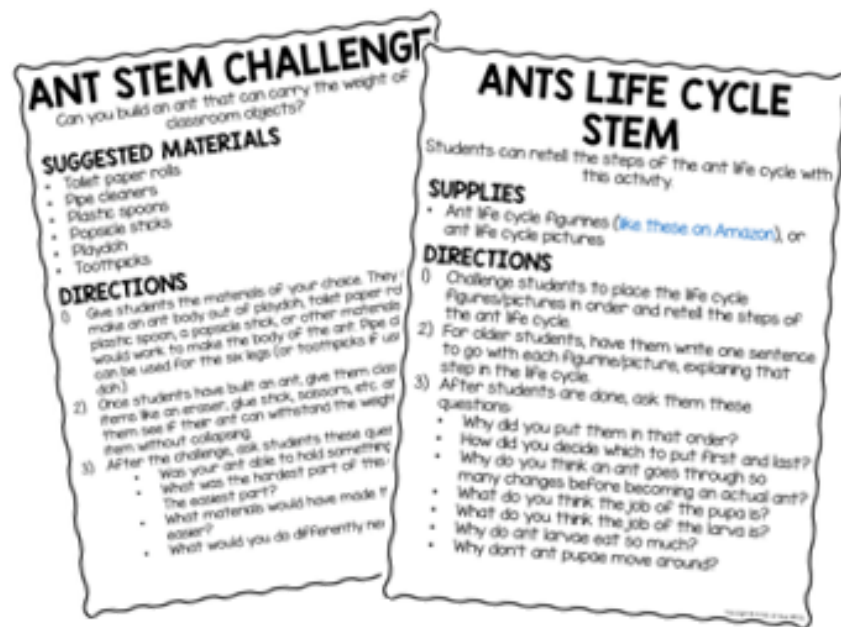 ANT STEM CHALLENGE
Can you build an ant that can carry the weight of
classroom objects?
SUGGESTED MATERIALS
• Toilet paper rolls
• Pipe cleaners
• Plastic spoons
• Popsicle sticks
• Playdoh
• Toothpicks
DIRECTIONS
1) Give students the materials of your choice. They
make an ant body out of playdoh, toilet paper ro
plastic spoon, a popsicle stick, or other materials
would work to make the body of the ant. Pipe cl
can be used for the six legs (or toothpicks if usi
doh.)
2) Once students have built an ant, give them clas
items like an eraser, glue stick, scissors, etc. an
them see if their ant can withstand the weight
item without collapsing.
3) After the challenge, ask students these ques
• Was your ant able to hold something
• What was the hardest part of this
The easiest part?
• What materials would have made th
easier?
• What would you do differently ne
ANTS LIFE CYCLE
STEM
Students can retell the steps of the ant life cycle with
this activity.
SUPPLIES
• Ant life cycle figurines (like these on Amazon), or
ant life cycle pictures
DIRECTIONS
1) Challenge students to place the life cycle
figures/pictures in order and retell the steps of
the ant life cycle.
2) For older students, have them write one sentence
to go with each figurine/picture, explaining that
step in the life cycle.
3) After students are done, ask them these
questions:
• Why did you put them in that order?
• How did you decide which to put first and last?
• Why do you think an ant goes through so
many changes before becoming an actual ant?
• What do you think the job of the pupa is?
• What do you think the job of the larva is?
• Why do ant larvae eat so much?
• Why don't ant pupae move around?